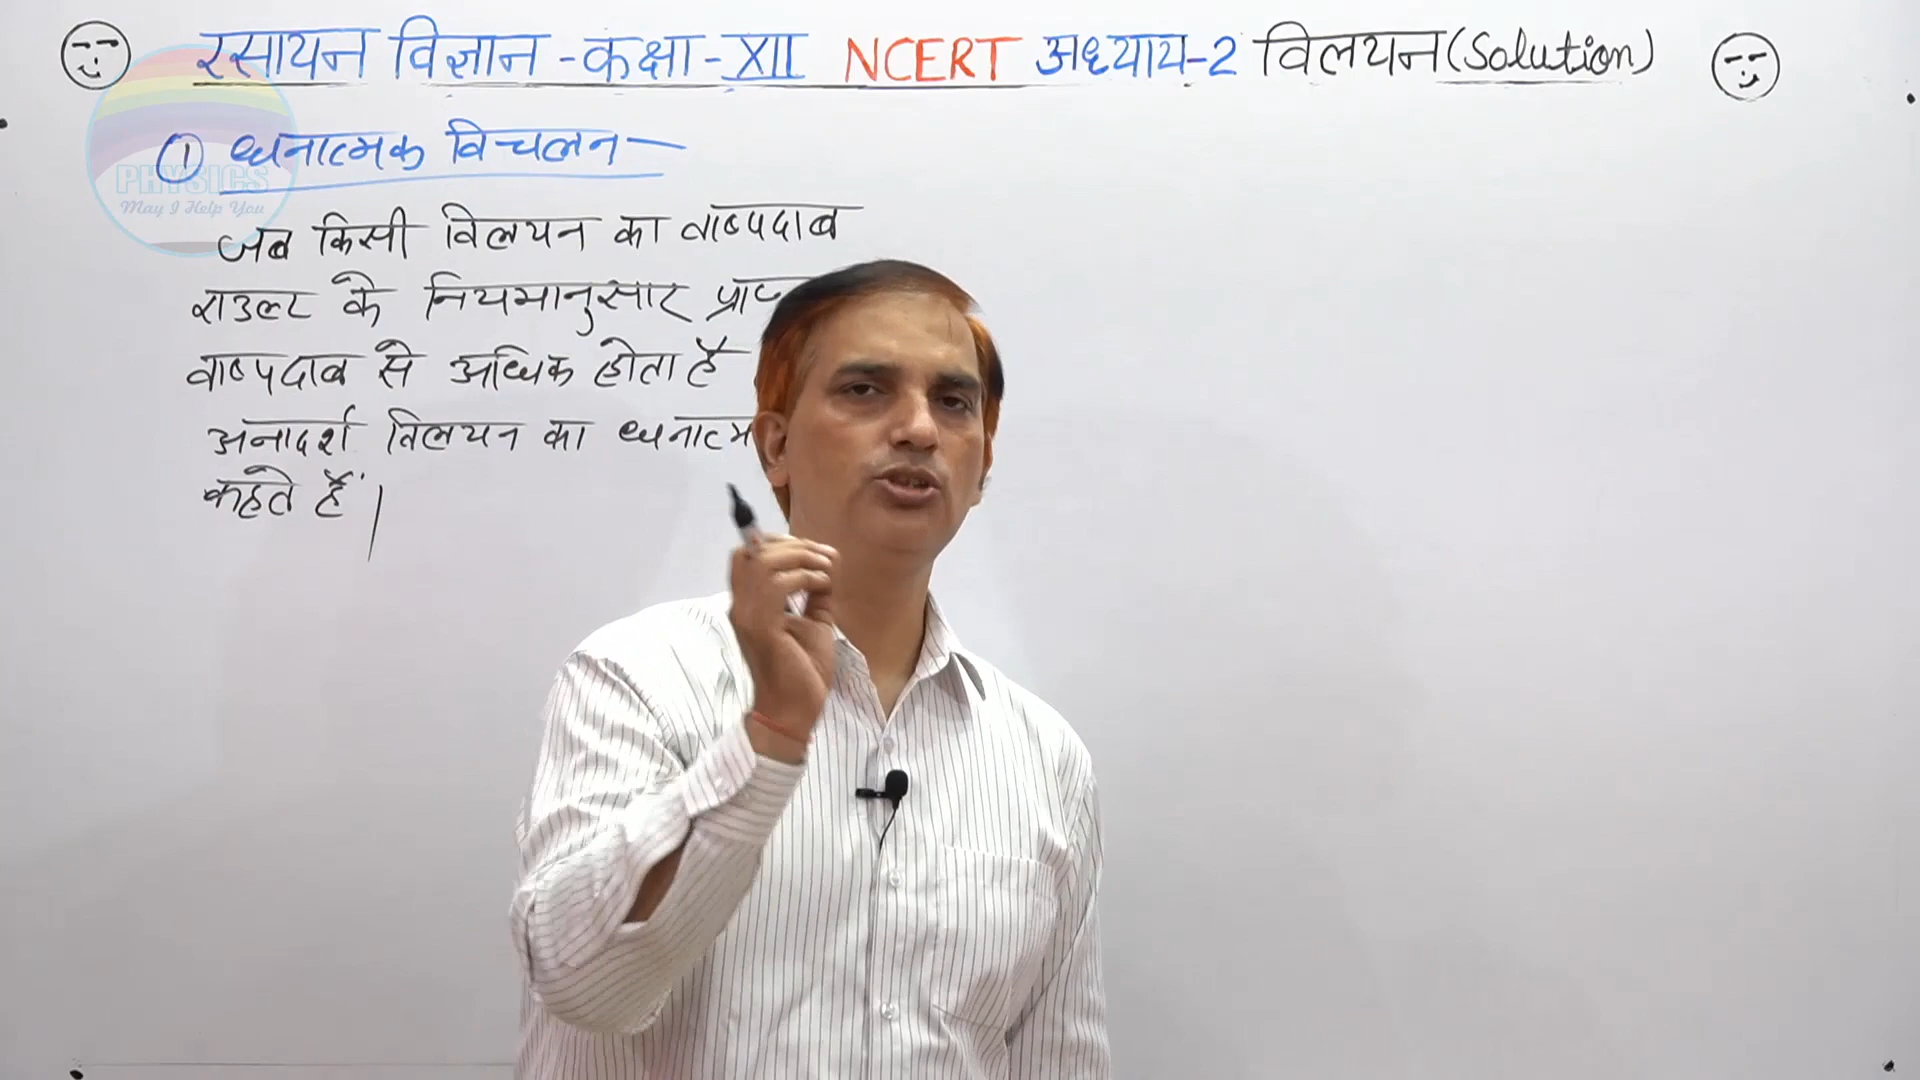 रसायन विज्ञान - कक्षा - XII NCERT अध्याय-2 विलयन (Solution)
① धनात्मक विचलन —
PHYSICS
May I Help You
जब किसी विलयन का वाष्पदाब
राउल्ट के नियमानुसार
वाष्पदाब से अधिक होता है
अनादर्श विलयन का
कहते हैं |